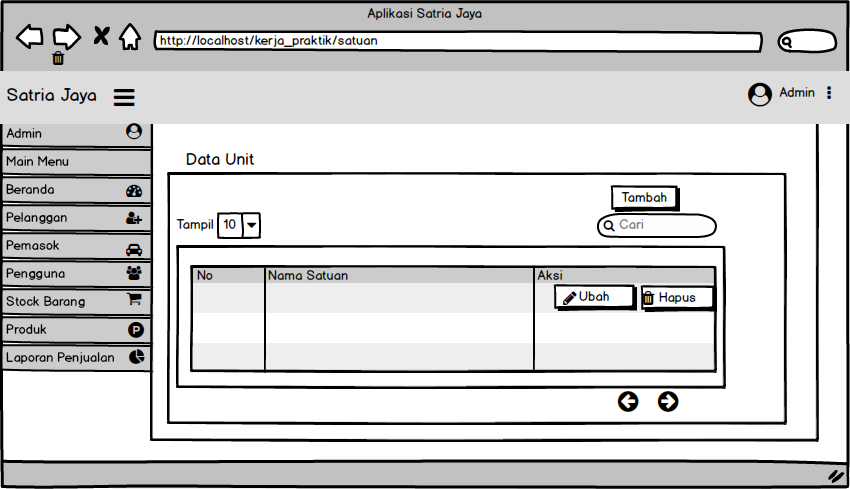 Aplikasi Satria Jaya
http://localhost/kerja_praktik/satuan
Satria Jaya
Admin
Admin
Main Menu
Beranda
Pelanggan
Pemasok
Pengguna
Stock Barang
Produk
P
Laporan Penjualan
Data Unit
Tambah
Tampil 10
Cari
No Nama Satuan Aksi
Ubah Hapus